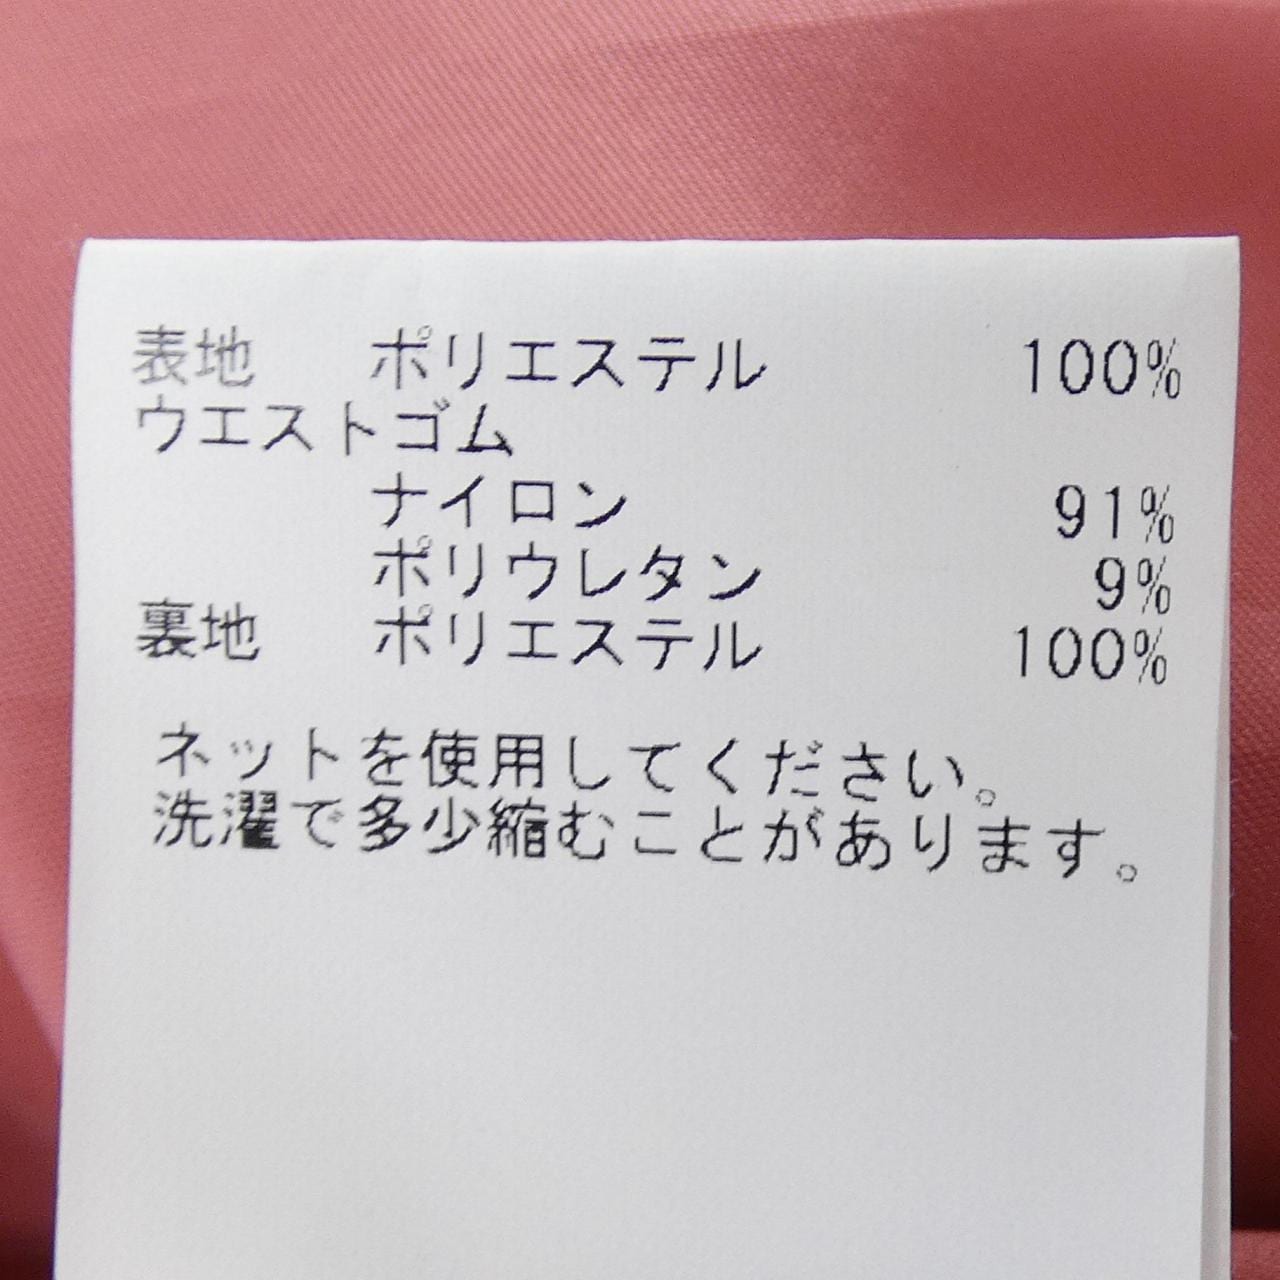 表地 ポリエステル 100%
ウエストゴム
ナイロン 91%
ポリウレタン 9%
裏地 ポリエステル 100%
ネットを使用してください。
洗濯で多少縮むことがあります。